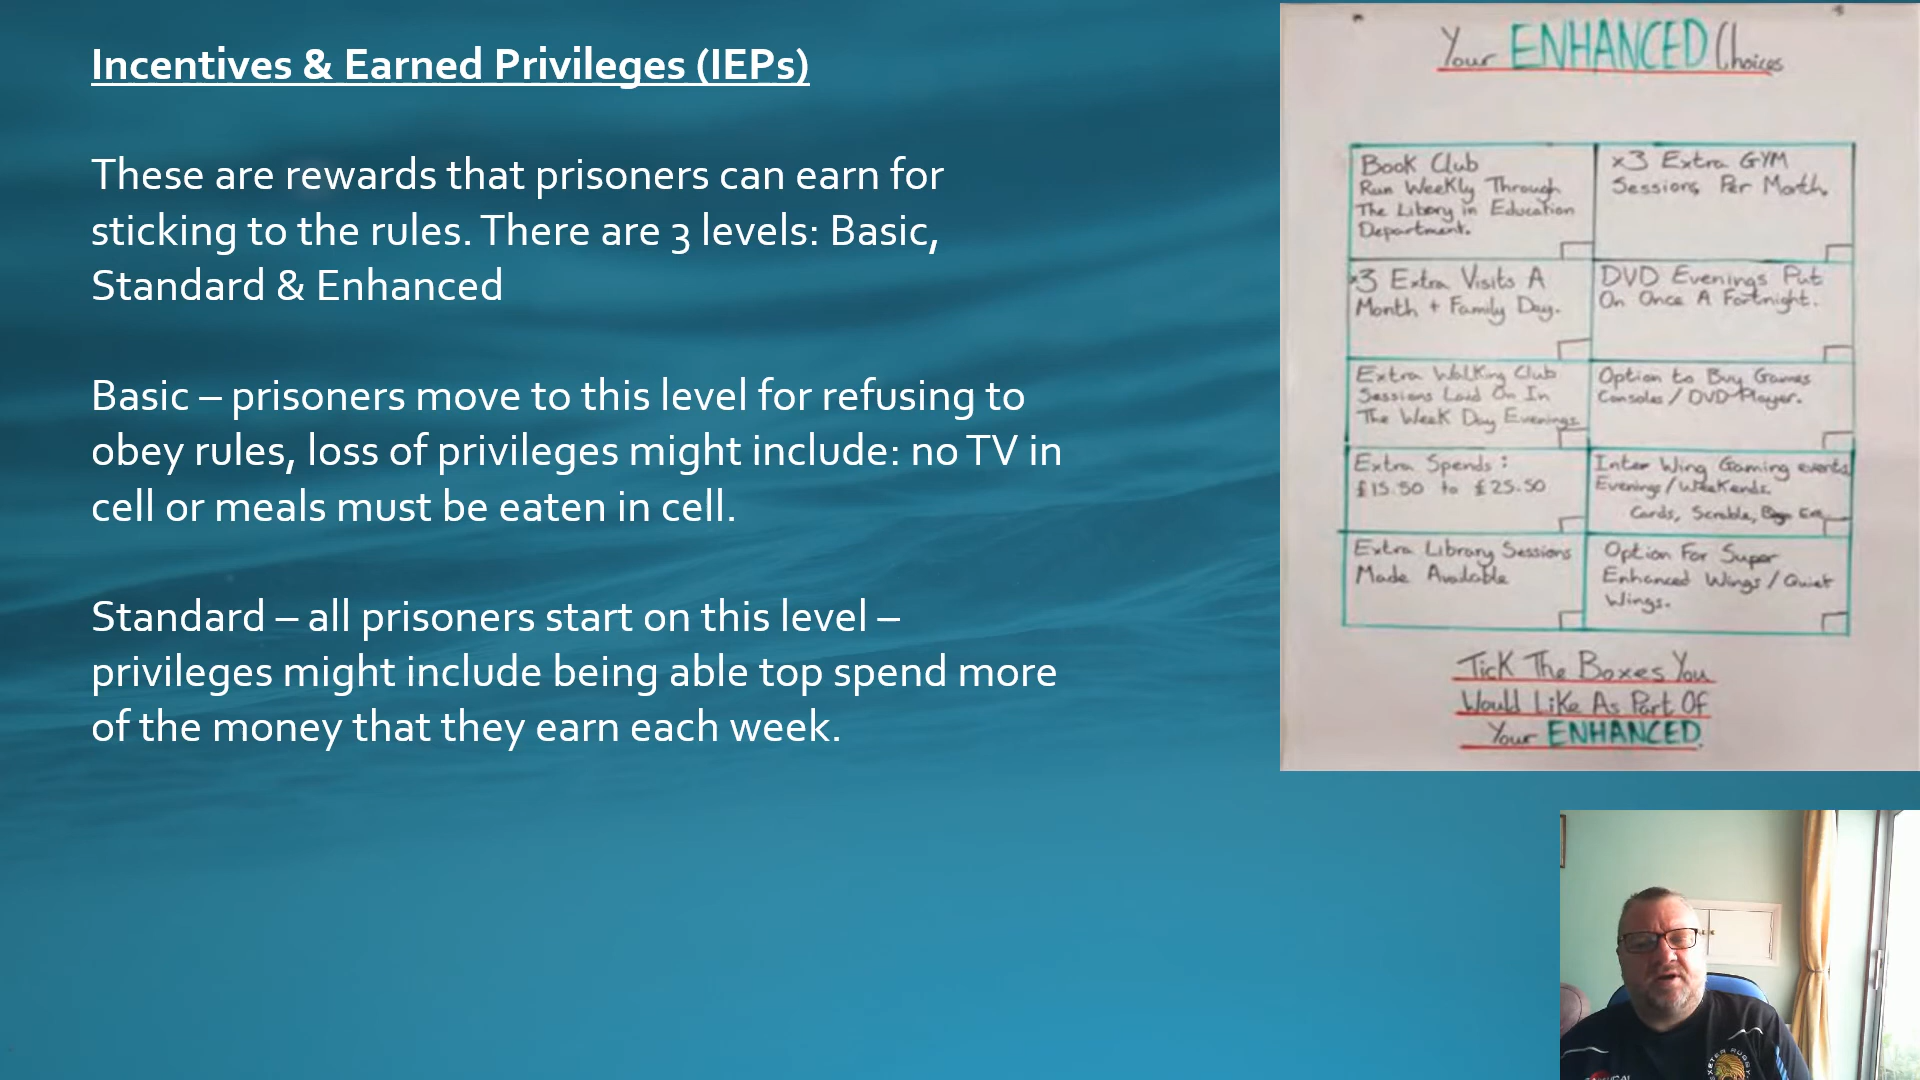 Incentives & Earned Privileges (IEPs)
These are rewards that prisoners can earn for
sticking to the rules. There are 3 levels: Basic,
Standard & Enhanced
Basic – prisoners move to this level for refusing to
obey rules, loss of privileges might include: no TV in
cell or meals must be eaten in cell.
Standard – all prisoners start on this level –
privileges might include being able top spend more
of the money that they earn each week.
Your ENHANCED Choices
Book Club
Run Weekly Through
The Libery in Education
Department.
x3 Extra GYM
Sessions Per Month.
x3 Extra Visits A
Month + Family Day.
DVD Evenings Put
On Once A Fortnight.
Extra Walking Club
Sessions Laid On In
The Week Day Evenings
Option to Buy Games
Consoles / DVD Player.
Extra Spends :
£15.50 to £25.50
Inter Wing Gaming events
Evenings / Weekends.
Cards, Scrable,
Extra Library Sessions
Made Available
Option For Super
Enhanced Wings / Quiet
Wings.
Tick The Boxes You
Would Like As Part Of
Your ENHANCED.
EXETER RUGBY